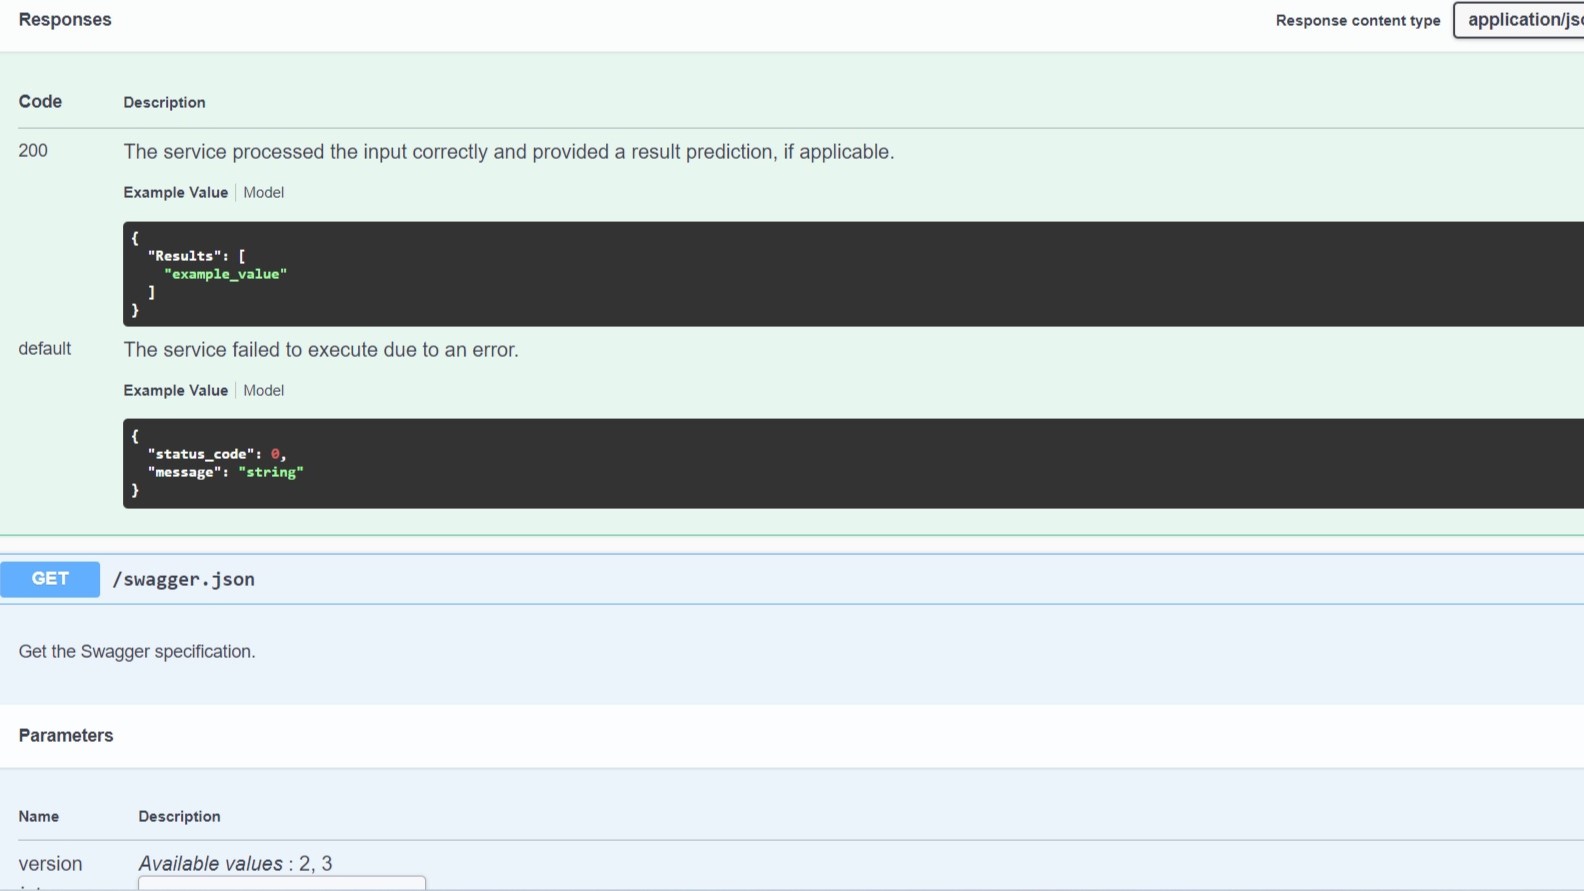 Responses
Response content type
application/js
Code
Description
200
The service processed the input correctly and provided a result prediction, if applicable.
Example Value
Model
{
"Results": [
"example_value"
]
}
default
The service failed to execute due to an error.
Example Value
Model
{
"status_code": 0,
"message": "string"
}
GET
/swagger.json
Get the Swagger specification.
Parameters
Name
Description
version
Available values : 2, 3